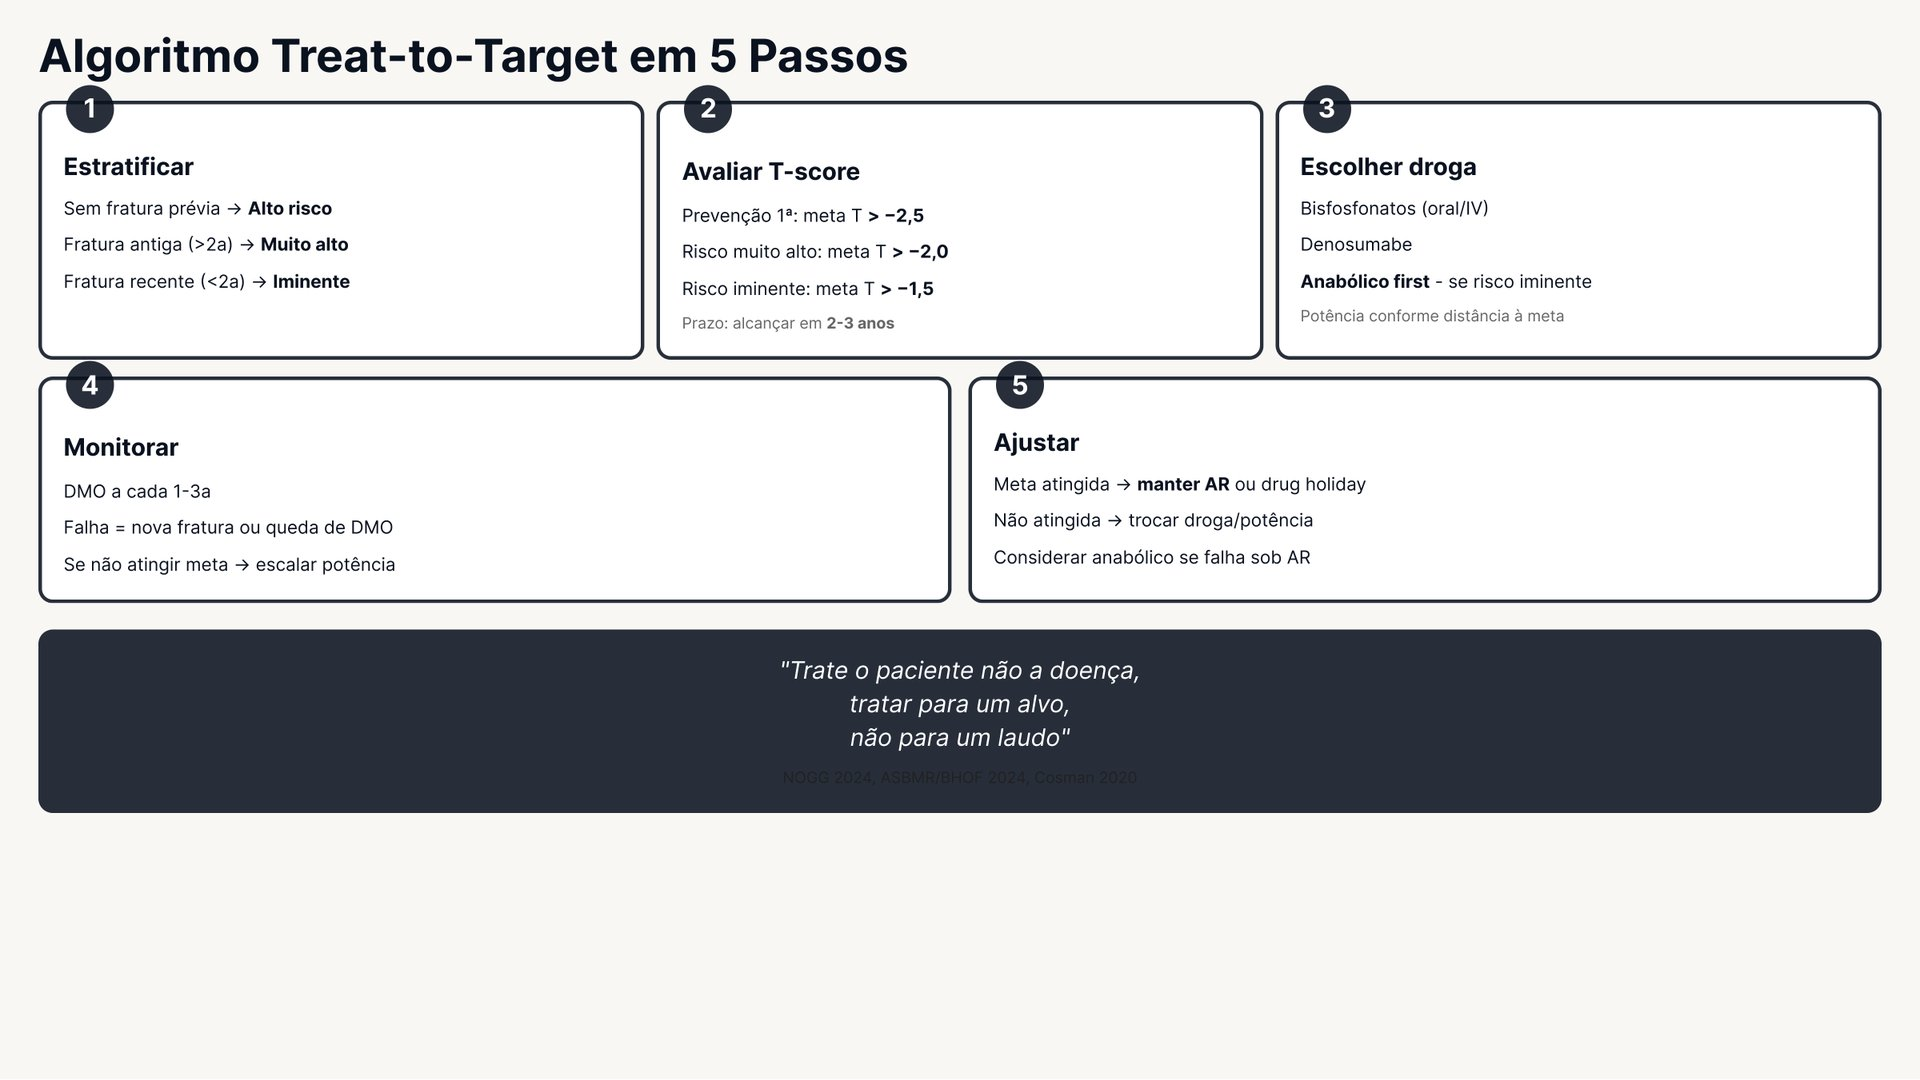 Algoritmo Treat-to-Target em 5 Passos
1
Estratificar
Sem fratura prévia → Alto risco
Fratura antiga (>2a) → Muito alto
Fratura recente (<2a) → Iminente
2
Avaliar T-score
Prevenção 1ª: meta T > −2,5
Risco muito alto: meta T > −2,0
Risco iminente: meta T > −1,5
Prazo: alcançar em 2-3 anos
3
Escolher droga
Bisfosfonatos (oral/IV)
Denosumabe
Anabólico first - se risco iminente
Potência conforme distância à meta
4
Monitorar
DMO a cada 1-3a
Falha = nova fratura ou queda de DMO
Se não atingir meta → escalar potência
5
Ajustar
Meta atingida → manter AR ou drug holiday
Não atingida → trocar droga/potência
Considerar anabólico se falha sob AR
"Trate o paciente não a doença,
tratar para um alvo,
não para um laudo"
NOGG 2024, ASBMR/BHOF 2024, Cosman 2020